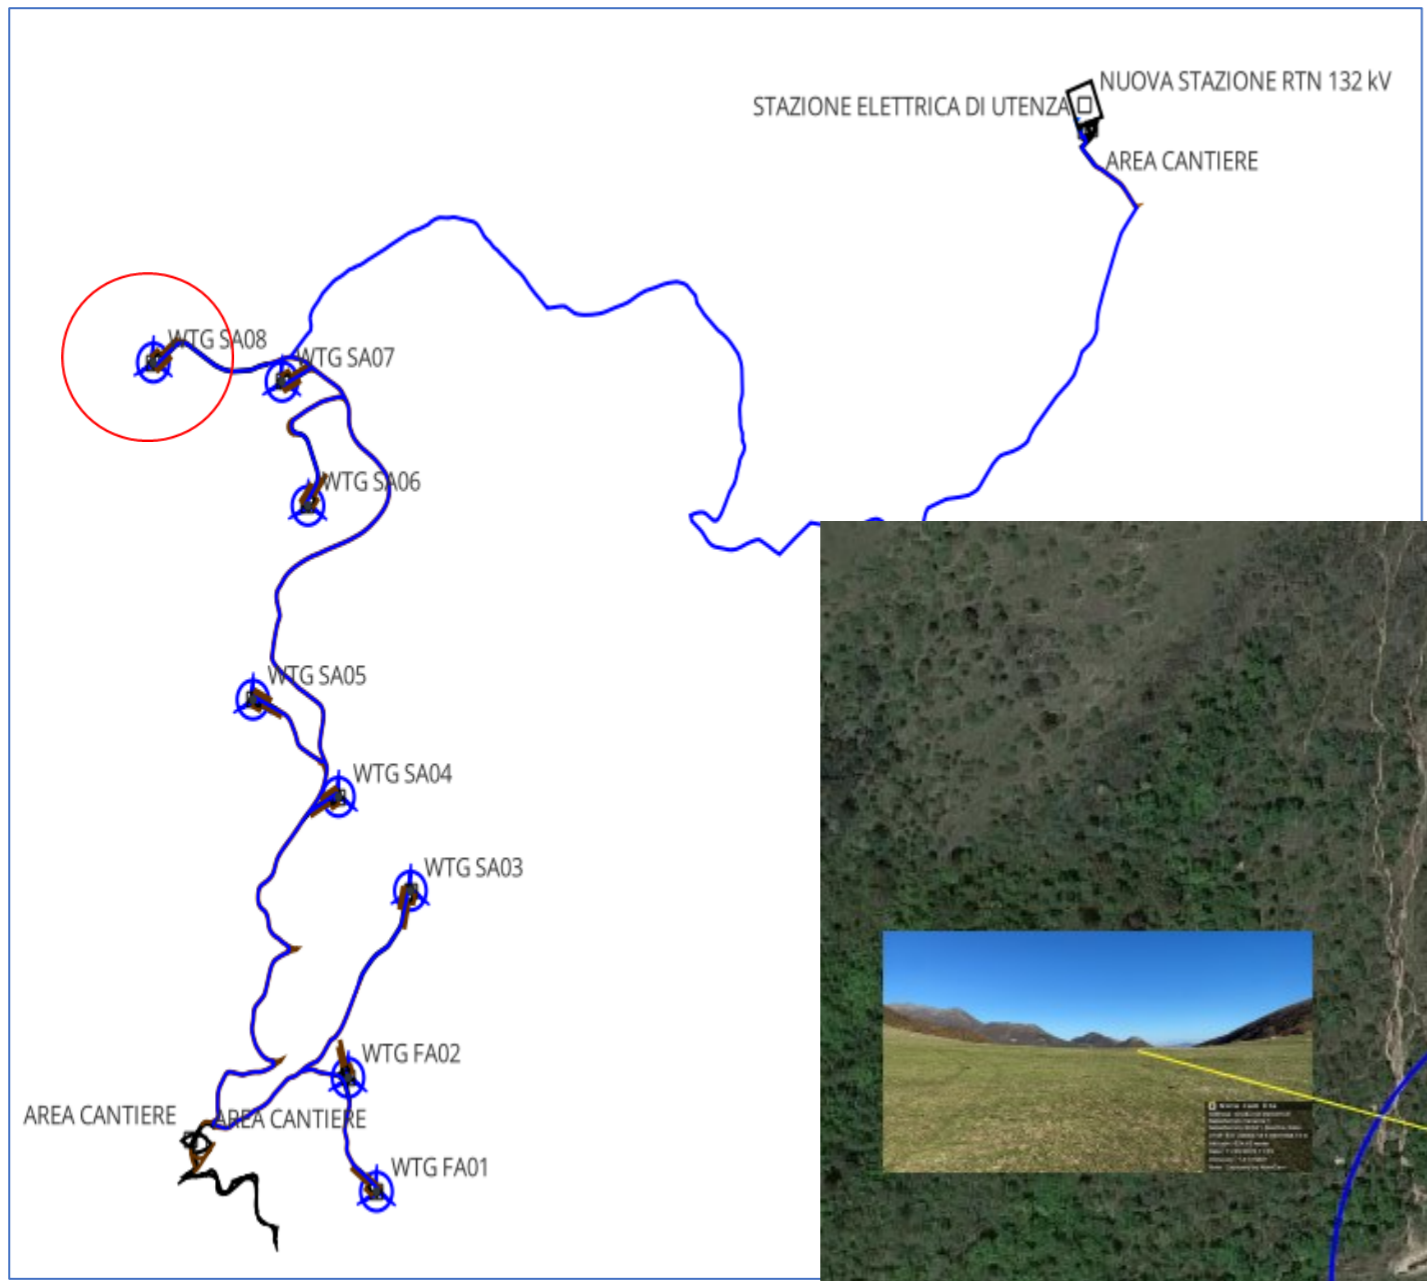 NUOVA STAZIONE RTN 132 kV
STAZIONE ELETTRICA DI UTENZA
AREA CANTIERE
WTG SA08
WTG SA07
WTG SA06
WTG SA05
WTG SA04
WTG SA03
WTG FA02
AREA CANTIERE
AREA CANTIERE
WTG FA01